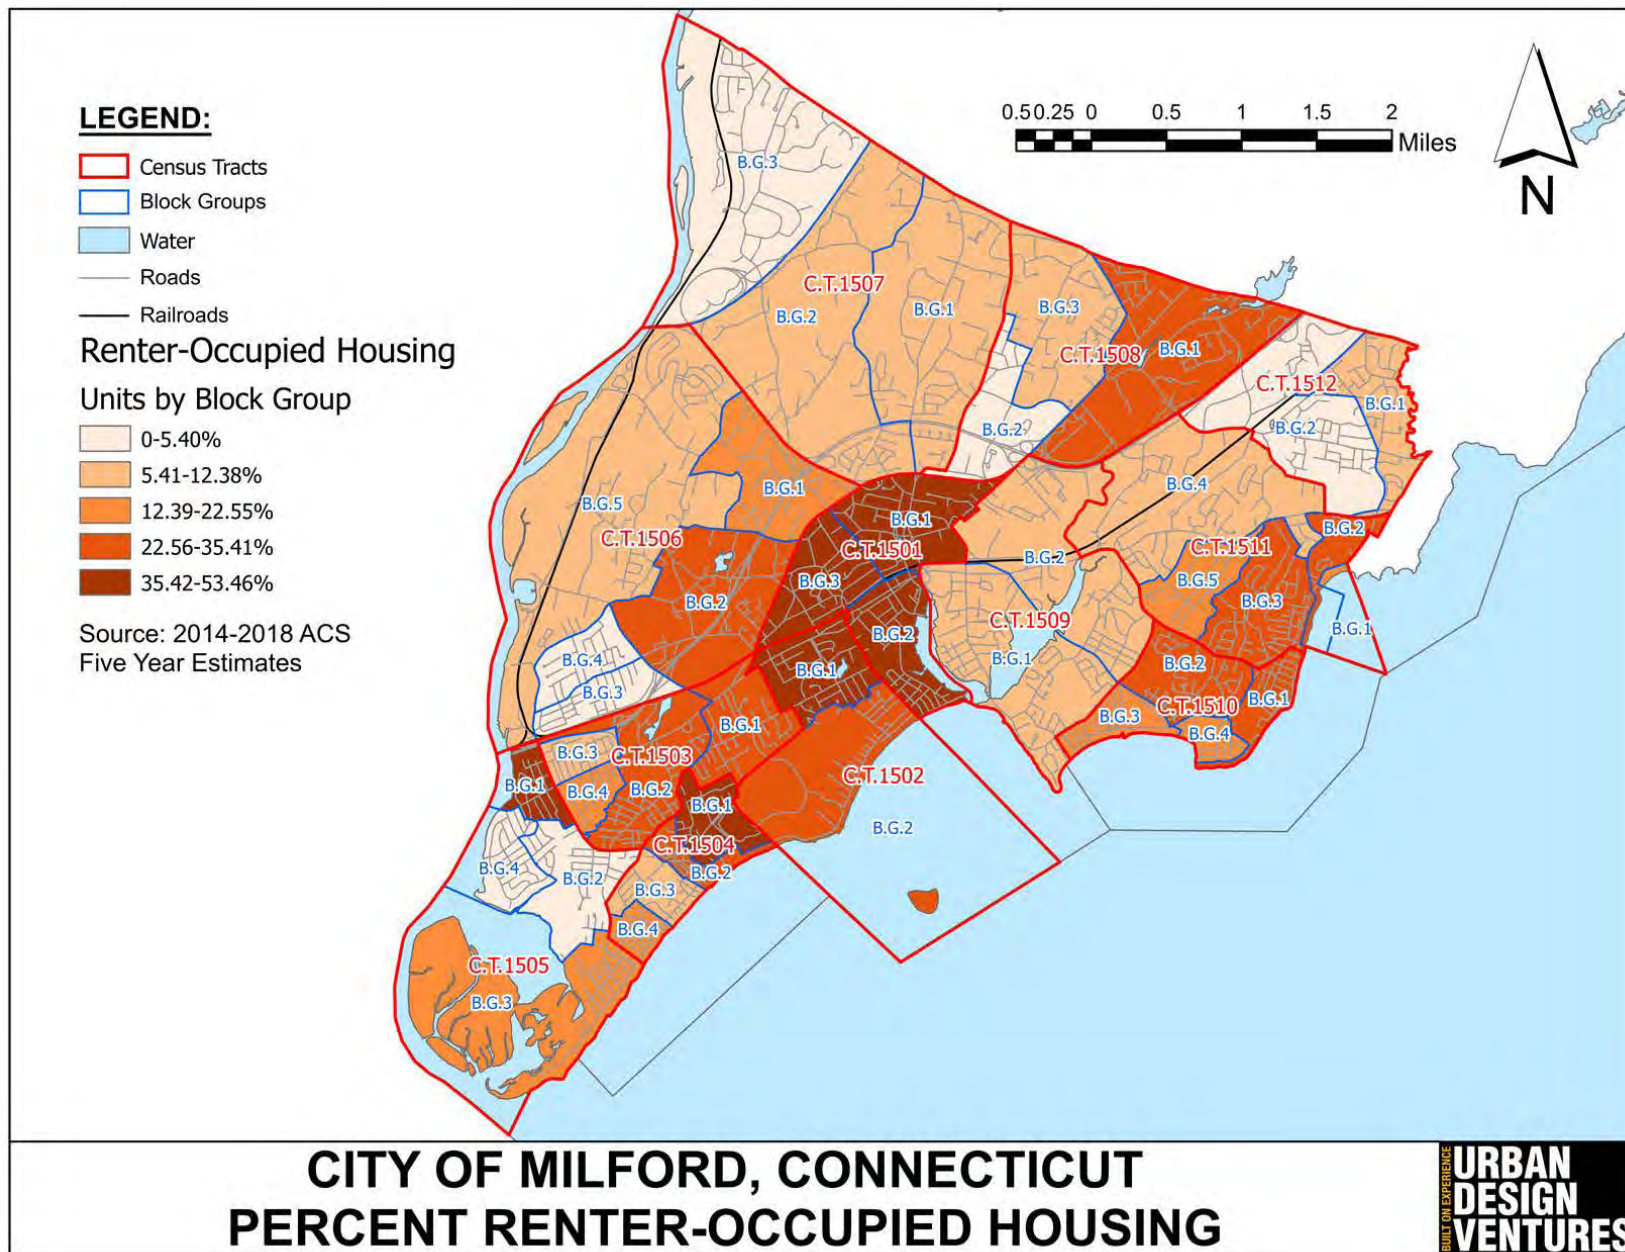 LEGEND:
Census Tracts
Block Groups
Water
Roads
Railroads
Renter-Occupied Housing
Units by Block Group
0-5.40%
5.41-12.38%
12.39-22.55%
22.56-35.41%
35.42-53.46%
Source: 2014-2018 ACS
Five Year Estimates
0.5 0.25 0 0.5 1 1.5 2
Miles
N
B.G.3
C.T.1507
B.G.2
B.G.1
B.G.3
C.T.1508
B.G.1
B.G.2
C.T.1512
B.G.1
B.G.2
B.G.5
C.T.1506
B.G.1
B.G.2
B.G.4
B.G.3
B.G.1
C.T.1501
B.G.3
B.G.2
B.G.1
B.G.4
B.G.2
C.T.1511
B.G.2
B.G.5
B.G.3
B.G.1
C.T.1509
B.G.1
B.G.2
C.T.1510
B.G.1
B.G.3
B.G.4
B.G.1
B.G.3
C.T.1503
B.G.4
B.G.2
B.G.1
B.G.1
C.T.1502
B.G.2
C.T.1504
B.G.2
B.G.3
B.G.4
B.G.4
B.G.2
C.T.1505
B.G.3
CITY OF MILFORD, CONNECTICUT
PERCENT RENTER-OCCUPIED HOUSING
BUILT ON EXPERIENCE
URBAN
DESIGN
VENTURES